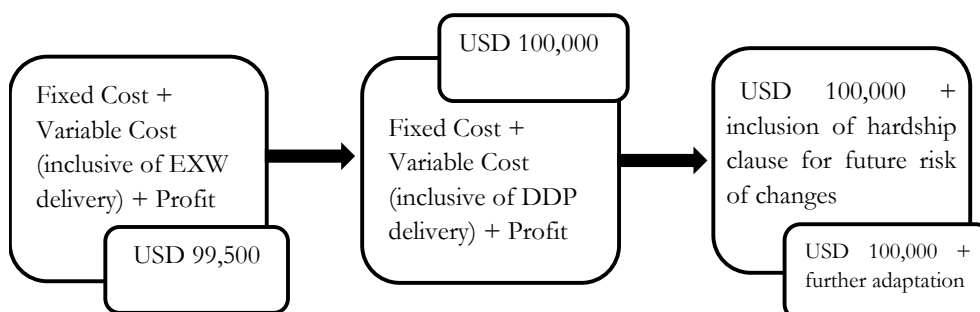 Fixed Cost +
Variable Cost
(inclusive of EXW
delivery) + Profit
USD 99,500
USD 100,000
Fixed Cost +
Variable Cost
(inclusive of DDP
delivery) + Profit
USD 100,000 +
inclusion of hardship
clause for future risk
of changes
USD 100,000 +
further adaptation